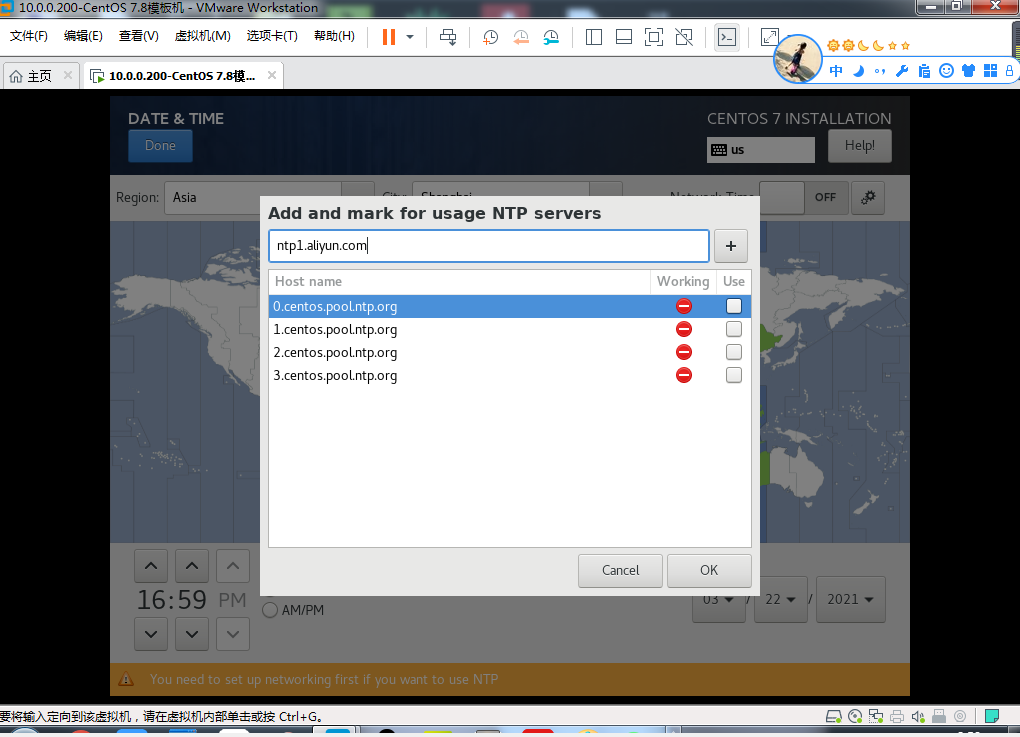 10.0.0.200-CentOS 7.8模板机 - VMware Workstation
文件(F) 编辑(E) 查看(V) 虚拟机(M) 选项卡(T) 帮助(H)
中
主页 10.0.0.200-CentOS 7.8模...
DATE & TIME
CENTOS 7 INSTALLATION
Done
us
Help!
Region: Asia City: Shanghai Network Time OFF
Add and mark for usage NTP servers
ntp1.aliyun.com
Host name Working Use
0.centos.pool.ntp.org
1.centos.pool.ntp.org
2.centos.pool.ntp.org
3.centos.pool.ntp.org
Cancel OK
16:59 PM
AM/PM
03 / 22 / 2021
You need to set up networking first if you want to use NTP
要将输入定向到该虚拟机，请在虚拟机内部单击或按 Ctrl+G。